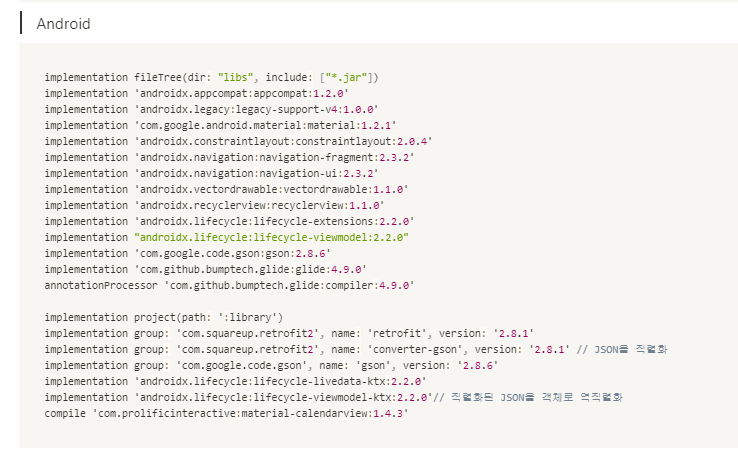 Android
implementation fileTree(dir: "libs", include: ["*.jar"])
implementation 'androidx.appcompat:appcompat:1.2.0'
implementation 'androidx.legacy:legacy-support-v4:1.0.0'
implementation 'com.google.android.material:material:1.2.1'
implementation 'androidx.constraintlayout:constraintlayout:2.0.4'
implementation 'androidx.navigation:navigation-fragment:2.3.2'
implementation 'androidx.navigation:navigation-ui:2.3.2'
implementation 'androidx.vectordrawable:vectordrawable:1.1.0'
implementation 'androidx.recyclerview:recyclerview:1.1.0'
implementation 'androidx.lifecycle:lifecycle-extensions:2.2.0'
implementation "androidx.lifecycle:lifecycle-viewmodel:2.2.0"
implementation 'com.google.code.gson:gson:2.8.6'
implementation 'com.github.bumptech.glide:glide:4.9.0'
annotationProcessor 'com.github.bumptech.glide:compiler:4.9.0'
implementation project(path: ':library')
implementation group: 'com.squareup.retrofit2', name: 'retrofit', version: '2.8.1'
implementation group: 'com.squareup.retrofit2', name: 'converter-gson', version: '2.8.1' // JSON을 직렬화
implementation group: 'com.google.code.gson', name: 'gson', version: '2.8.6'
implementation 'androidx.lifecycle:lifecycle-livedata-ktx:2.2.0'
implementation 'androidx.lifecycle:lifecycle-viewmodel-ktx:2.2.0'// 직렬화된 JSON을 객체로 역직렬화
compile 'com.prolificinteractive:material-calendarview:1.4.3'